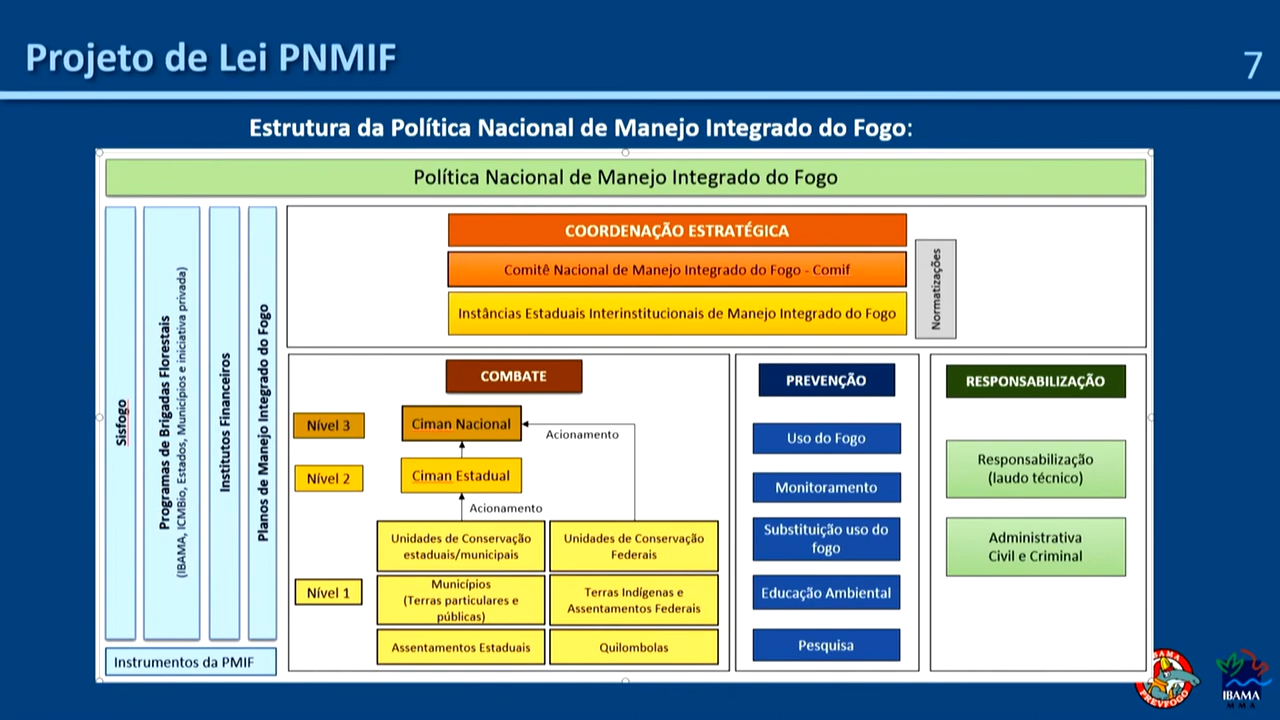 Projeto de Lei PNMIF
7
Estrutura da Política Nacional de Manejo Integrado do Fogo:
Política Nacional de Manejo Integrado do Fogo
Sisfogo
Programas de Brigadas Florestais
(IBAMA, ICMBio, Estados, Municípios e iniciativa privada)
Institutos Financeiros
Planos de Manejo Integrado do Fogo
Instrumentos da PMIF
COORDENAÇÃO ESTRATÉGICA
Comitê Nacional de Manejo Integrado do Fogo - Comif
Instâncias Estaduais Interinstitucionais de Manejo Integrado do Fogo
Normatizações
COMBATE
Nível 3
Ciman Nacional
Acionamento
Nível 2
Ciman Estadual
Acionamento
Nível 1
Unidades de Conservação
estaduais/municipais
Unidades de Conservação
Federais
Municípios
(Terras particulares e
públicas)
Terras Indígenas e
Assentamentos Federais
Assentamentos Estaduais
Quilombolas
PREVENÇÃO
Uso do Fogo
Monitoramento
Substituição uso do
fogo
Educação Ambiental
Pesquisa
RESPONSABILIZAÇÃO
Responsabilização
(laudo técnico)
Administrativa
Civil e Criminal
IBAMA
PREVFOGO
IBAMA
MMA